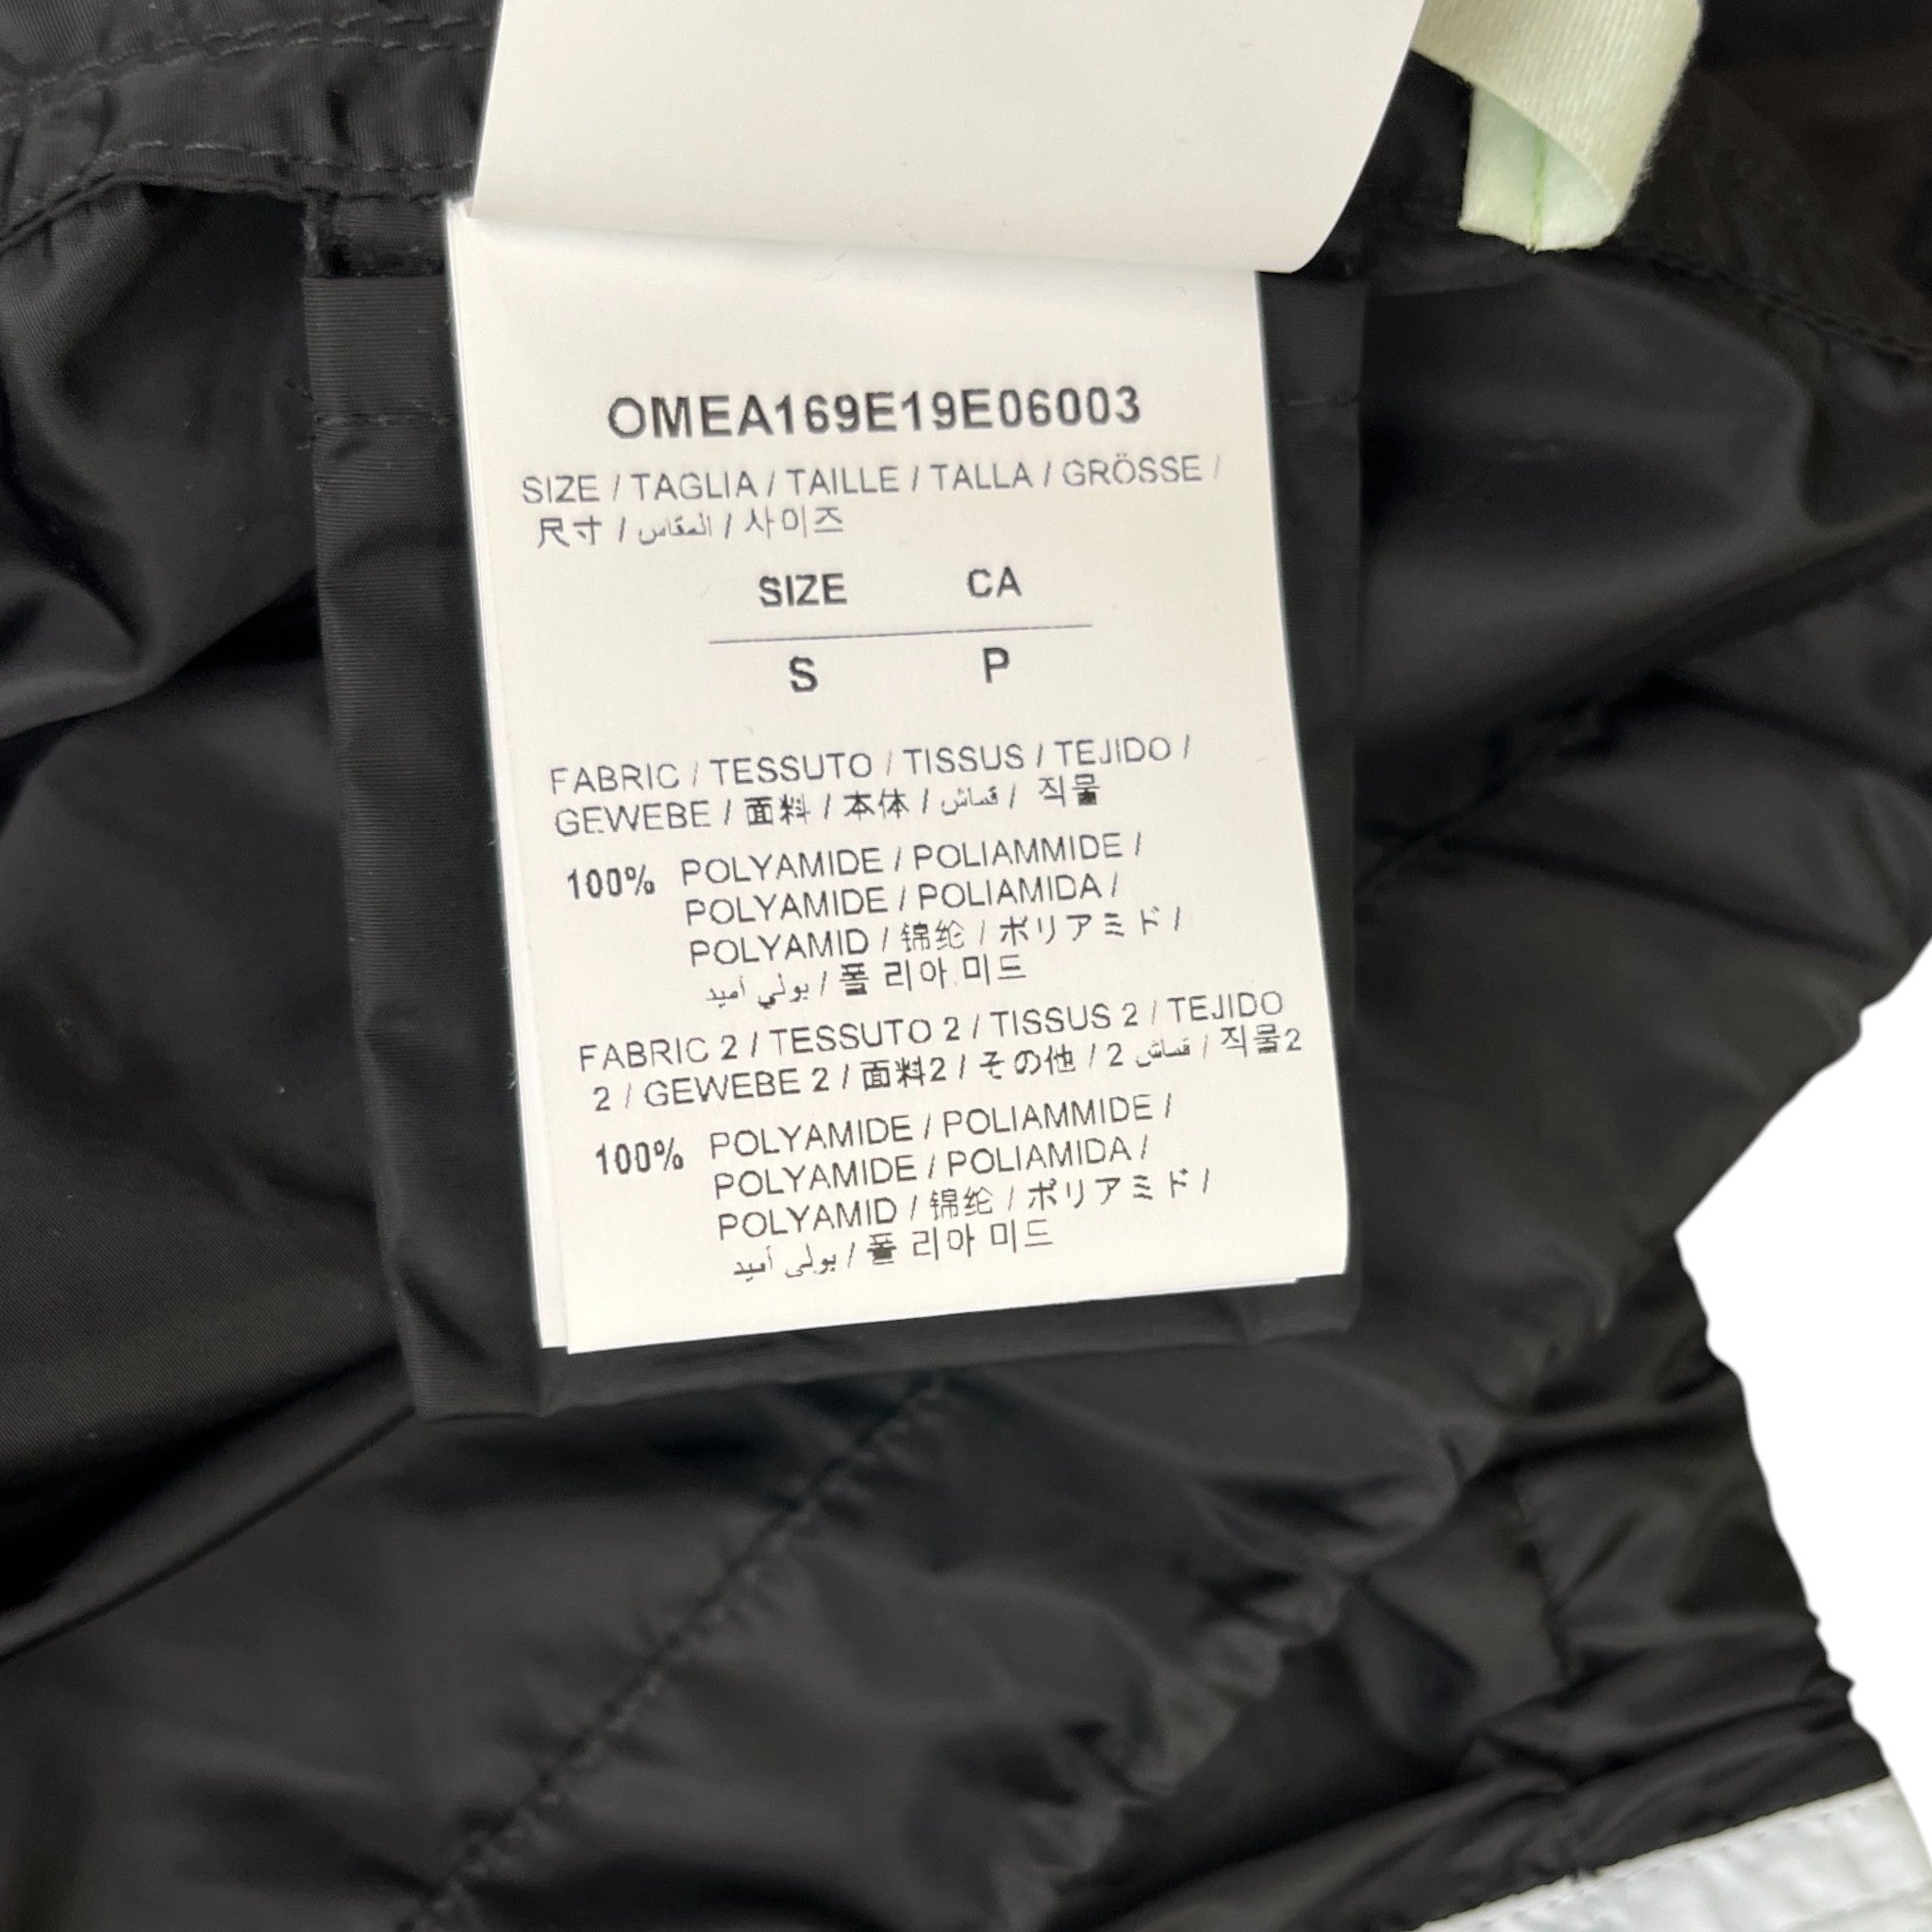 OMEA169E19E06003
SIZE / TAGLIA / TAILLE / TALLA / GRÖSSE /
尺寸 / المقاس / 사이즈
SIZE CA
S P
FABRIC / TESSUTO / TISSUS / TEJIDO /
GEWEBE / 面料 / 本体 / قماش / 직물
100% POLYAMIDE / POLIAMMIDE /
POLYAMIDE / POLIAMIDA /
POLYAMID / 锦纶 / ポリアミド /
بولي أميد / 폴리아미드
FABRIC 2 / TESSUTO 2 / TISSUS 2 / TEJIDO
2 / GEWEBE 2 / 面料2 / その他 / 2 قماش / 직물2
100% POLYAMIDE / POLIAMMIDE /
POLYAMIDE / POLIAMIDA /
POLYAMID / 锦纶 / ポリアミド /
بولي أميد / 폴리아미드